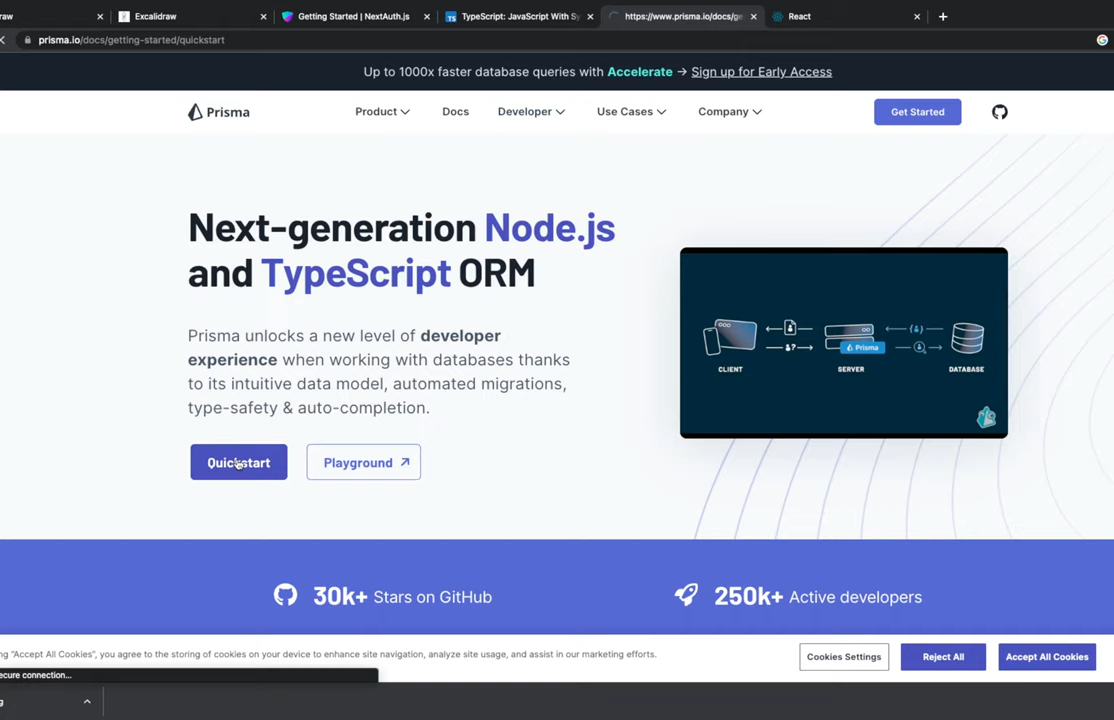 Excalidraw
Getting Started | NextAuth.js
TypeScript: JavaScript With Sy
https://www.prisma.io/docs/ge
React
prisma.io/docs/getting-started/quickstart
Up to 1000x faster database queries with Accelerate → Sign up for Early Access
Prisma
Product
Docs
Developer
Use Cases
Company
Get Started
Next-generation Node.js
and TypeScript ORM
Prisma unlocks a new level of developer
experience when working with databases thanks
to its intuitive data model, automated migrations,
type-safety & auto-completion.
Quickstart
Playground
Prisma
CLIENT
SERVER
DATABASE
30k+ Stars on GitHub
250k+ Active developers
"Accept All Cookies", you agree to the storing of cookies on your device to enhance site navigation, analyze site usage, and assist in our marketing efforts.
Cookies Settings
Reject All
Accept All Cookies
ecure connection...